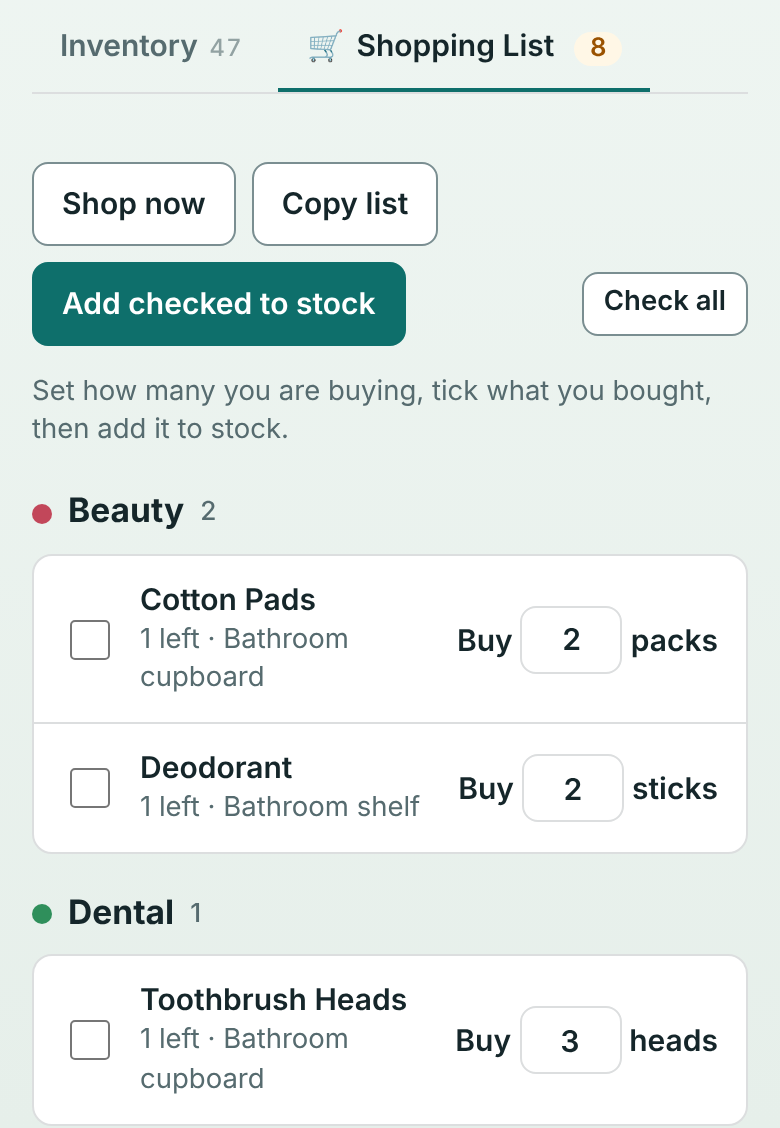 Inventory 47 🛒 Shopping List 8
Shop now Copy list
Add checked to stock Check all
Set how many you are buying, tick what you bought,
then add it to stock.
Beauty 2
Cotton Pads
1 left · Bathroom
cupboard
Buy 2 packs
Deodorant
1 left · Bathroom shelf
Buy 2 sticks
Dental 1
Toothbrush Heads
1 left · Bathroom
cupboard
Buy 3 heads